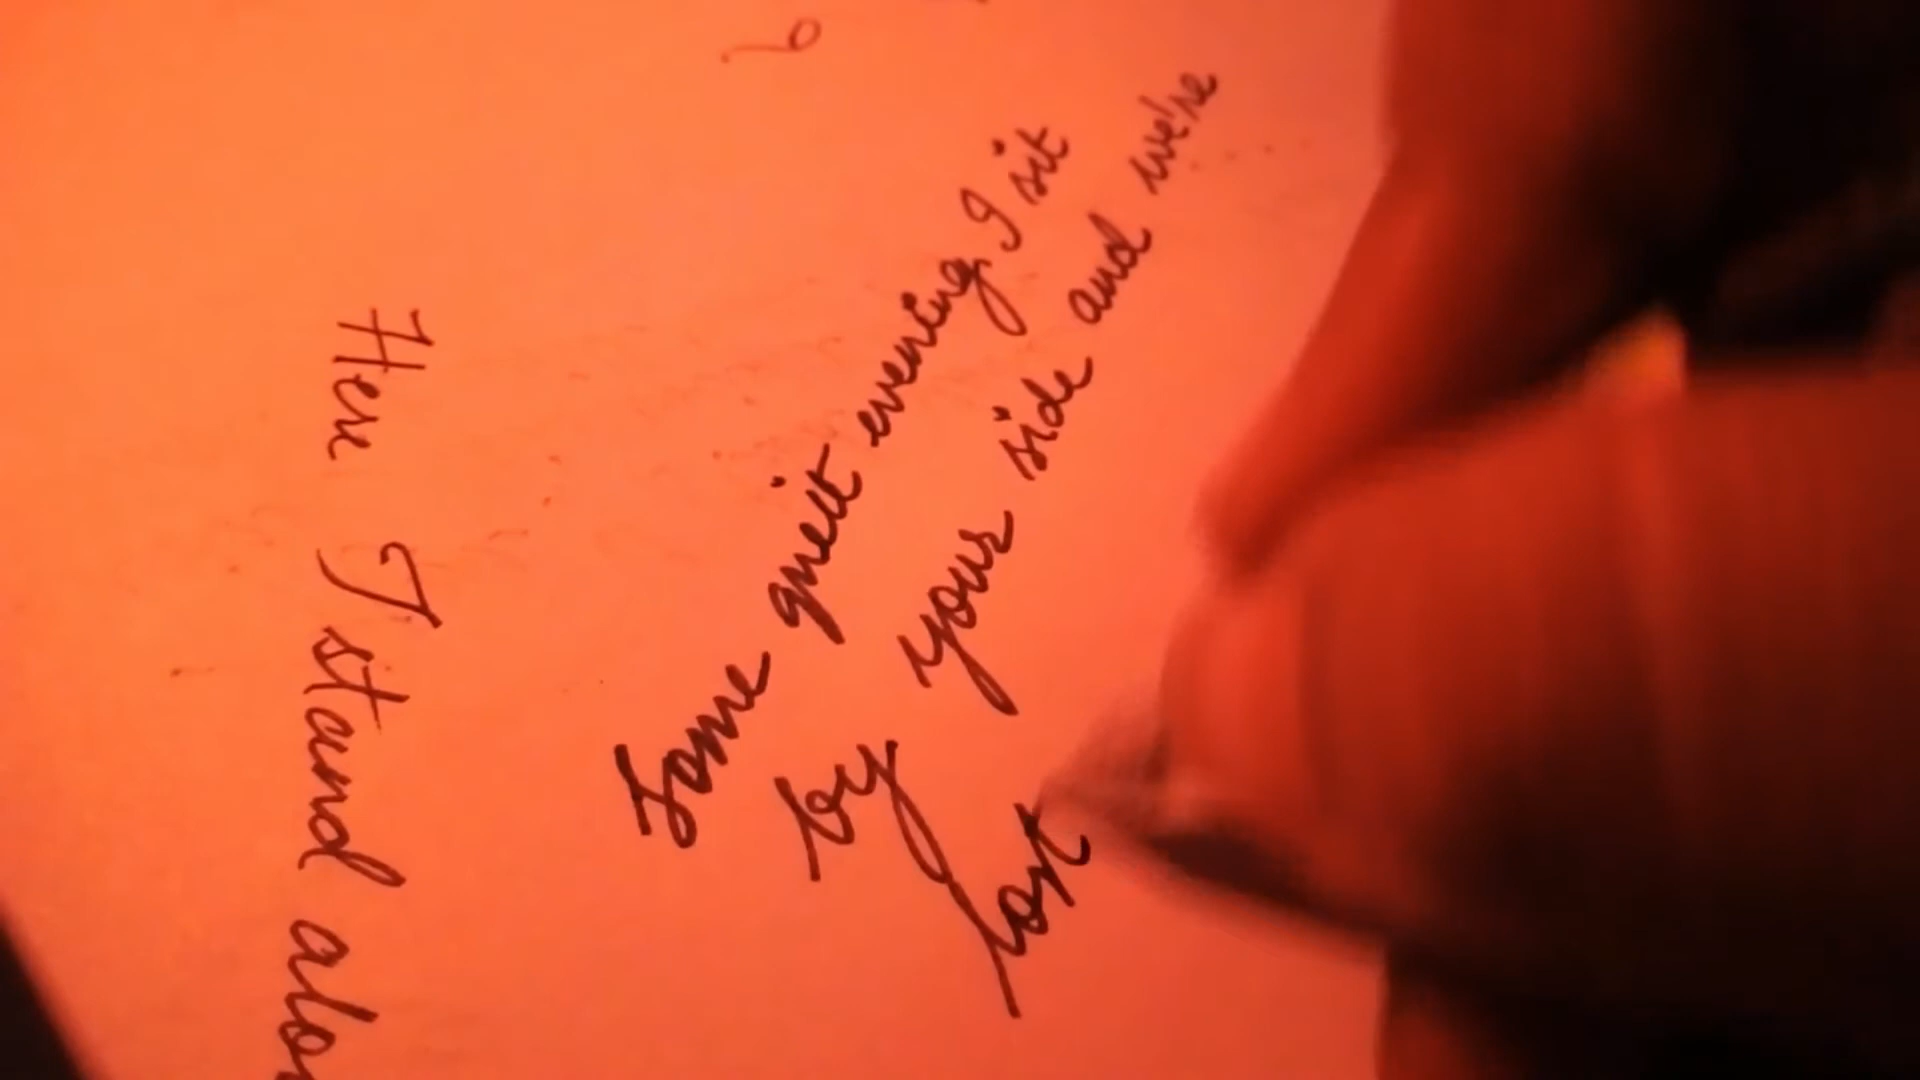 Some quiet evening, I sit
by your side and we're
lost
Here I stand alo